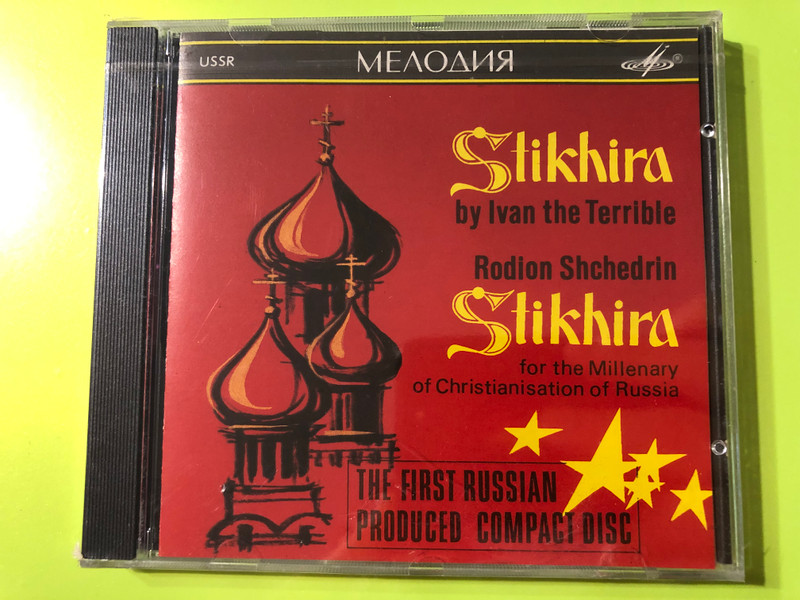 USSR
МЕЛОДИЯ
®
Stikhira
by Ivan the Terrible
Rodion Shchedrin
Stikhira
for the Millenary
of Christianisation of Russia
THE FIRST RUSSIAN
PRODUCED COMPACT DISC